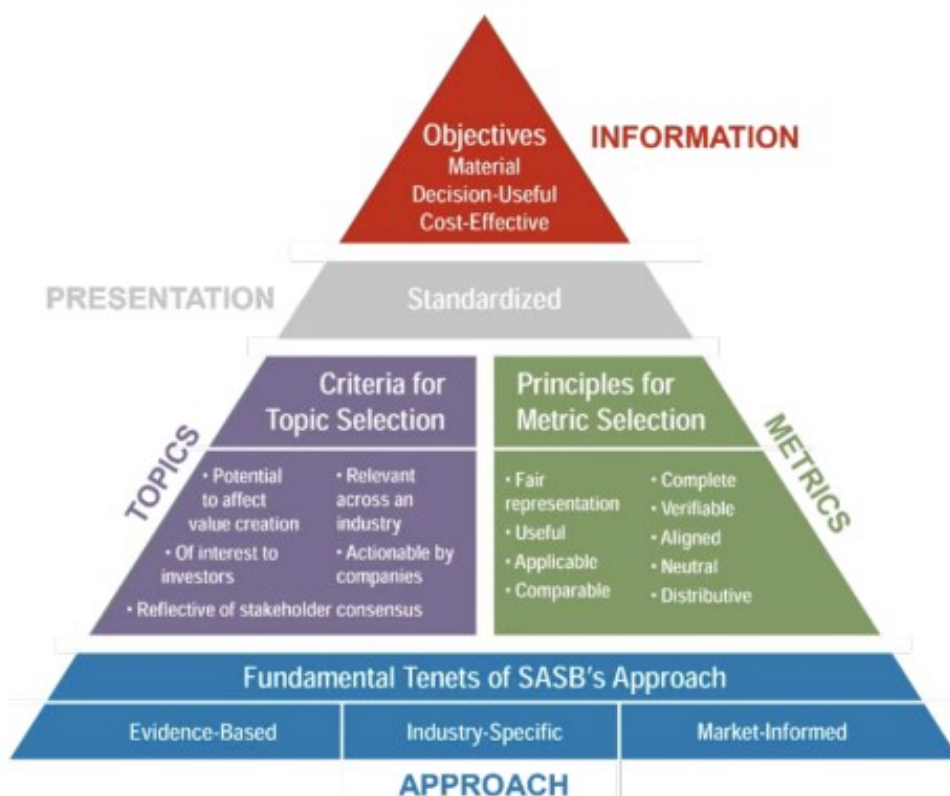 Objectives
Material
Decision-Useful
Cost-Effective
INFORMATION
PRESENTATION
Standardized
TOPICS
Criteria for
Topic Selection
• Potential
to affect
value creation
• Of interest to
investors
• Relevant
across an
industry
• Actionable by
companies
• Reflective of stakeholder consensus
Principles for
Metric Selection
• Fair
representation
• Useful
• Applicable
• Comparable
• Complete
• Verifiable
• Aligned
• Neutral
• Distributive
METRICS
Fundamental Tenets of SASB's Approach
Evidence-Based
Industry-Specific
Market-Informed
APPROACH